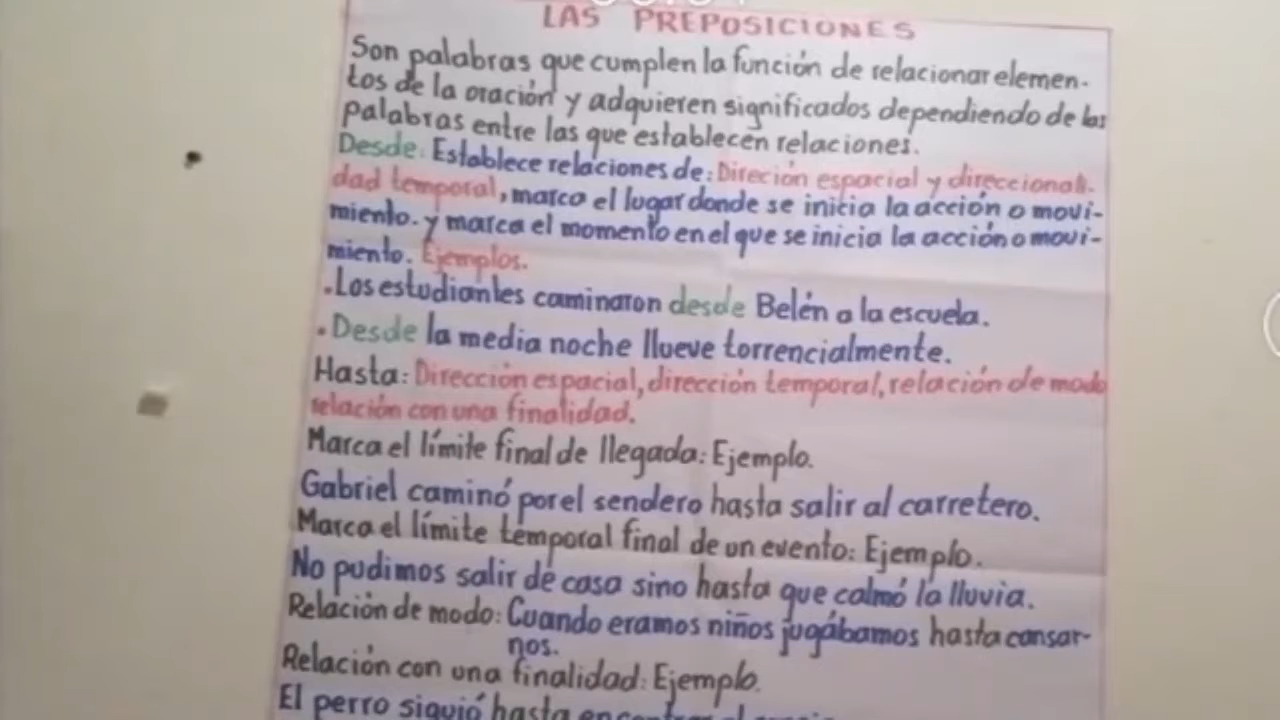 LAS PREPOSICIONES
Son palabras que cumplen la función de relacionar elemen-
tos de la oración y adquieren significados dependiendo de las
palabras entre las que establecen relaciones.
Desde: Establece relaciones de: Direción espacial y direccionali-
dad temporal, marca el lugar donde se inicia la acción o movi-
miento. y marca el momento en el que se inicia la acción o movi-
miento. Ejemplos.
.Los estudiantes caminaron desde Belén a la escuela.
.Desde la media noche llueve torrencialmente.
Hasta: Dirección espacial, dirección temporal, relación de modo
relación con una finalidad.
Marca el límite final de llegada: Ejemplo.
Gabriel caminó por el sendero hasta salir al carretero.
Marca el límite temporal final de un evento: Ejemplo.
No pudimos salir de casa sino hasta que calmó la lluvia.
Relación de modo: Cuando eramos niños jugábamos hasta cansar-
nos.
Relación con una finalidad: Ejemplo.
El perro siguió hasta